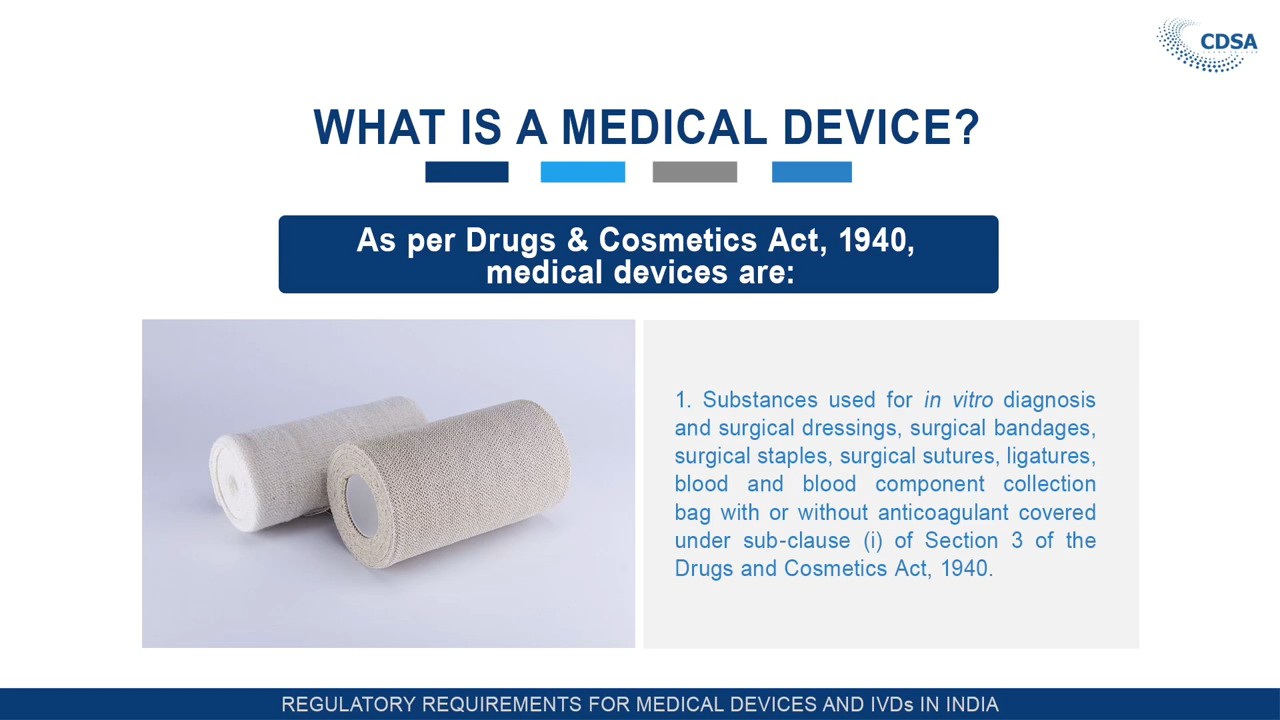 CDSA
WHAT IS A MEDICAL DEVICE?
As per Drugs & Cosmetics Act, 1940,
medical devices are:
1. Substances used for in vitro diagnosis
and surgical dressings, surgical bandages,
surgical staples, surgical sutures, ligatures,
blood and blood component collection
bag with or without anticoagulant covered
under sub-clause (i) of Section 3 of the
Drugs and Cosmetics Act, 1940.
REGULATORY REQUIREMENTS FOR MEDICAL DEVICES AND IVDs IN INDIA